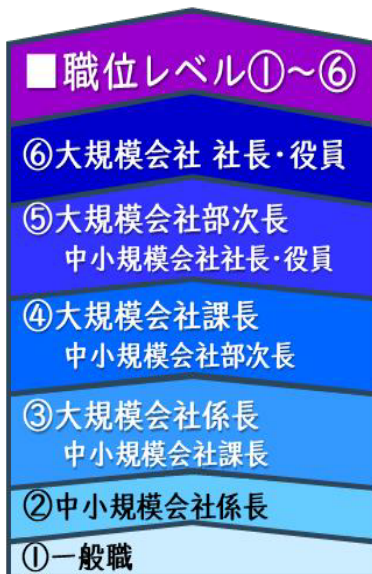 ■職位レベル①～⑥
⑥大規模会社 社長・役員
⑤大規模会社部次長
中小規模会社社長・役員
④大規模会社課長
中小規模会社部次長
③大規模会社係長
中小規模会社課長
②中小規模会社係長
①一般職